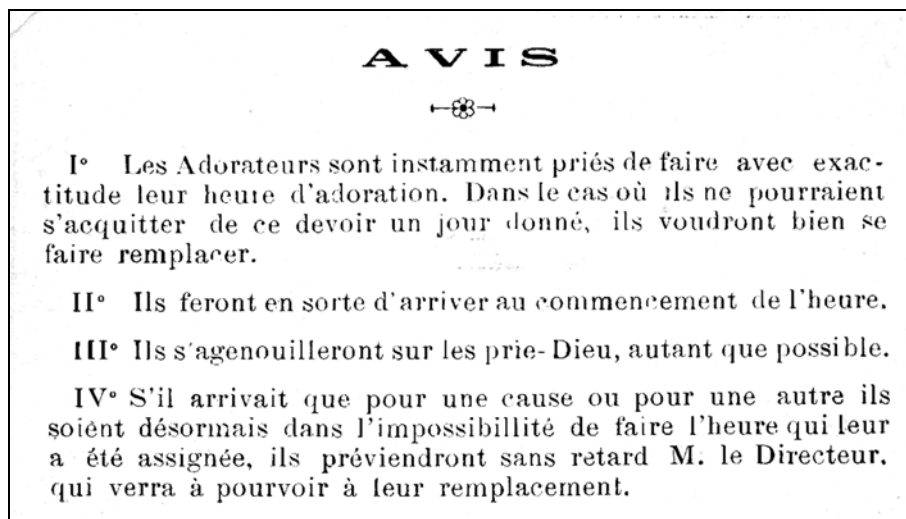 AVIS
I° Les Adorateurs sont instamment priés de faire avec exac-
titude leur heure d'adoration. Dans le cas où ils ne pourraient
s'acquitter de ce devoir un jour donné, ils voudront bien se
faire remplacer.
II° Ils feront en sorte d'arriver au commencement de l'heure.
III° Ils s'agenouilleront sur les prie-Dieu, autant que possible.
IV° S'il arrivait que pour une cause ou pour une autre ils
soient désormais dans l'impossibillité de faire l'heure qui leur
a été assignée, ils préviendront sans retard M. le Directeur,
qui verra à pourvoir à leur remplacement.